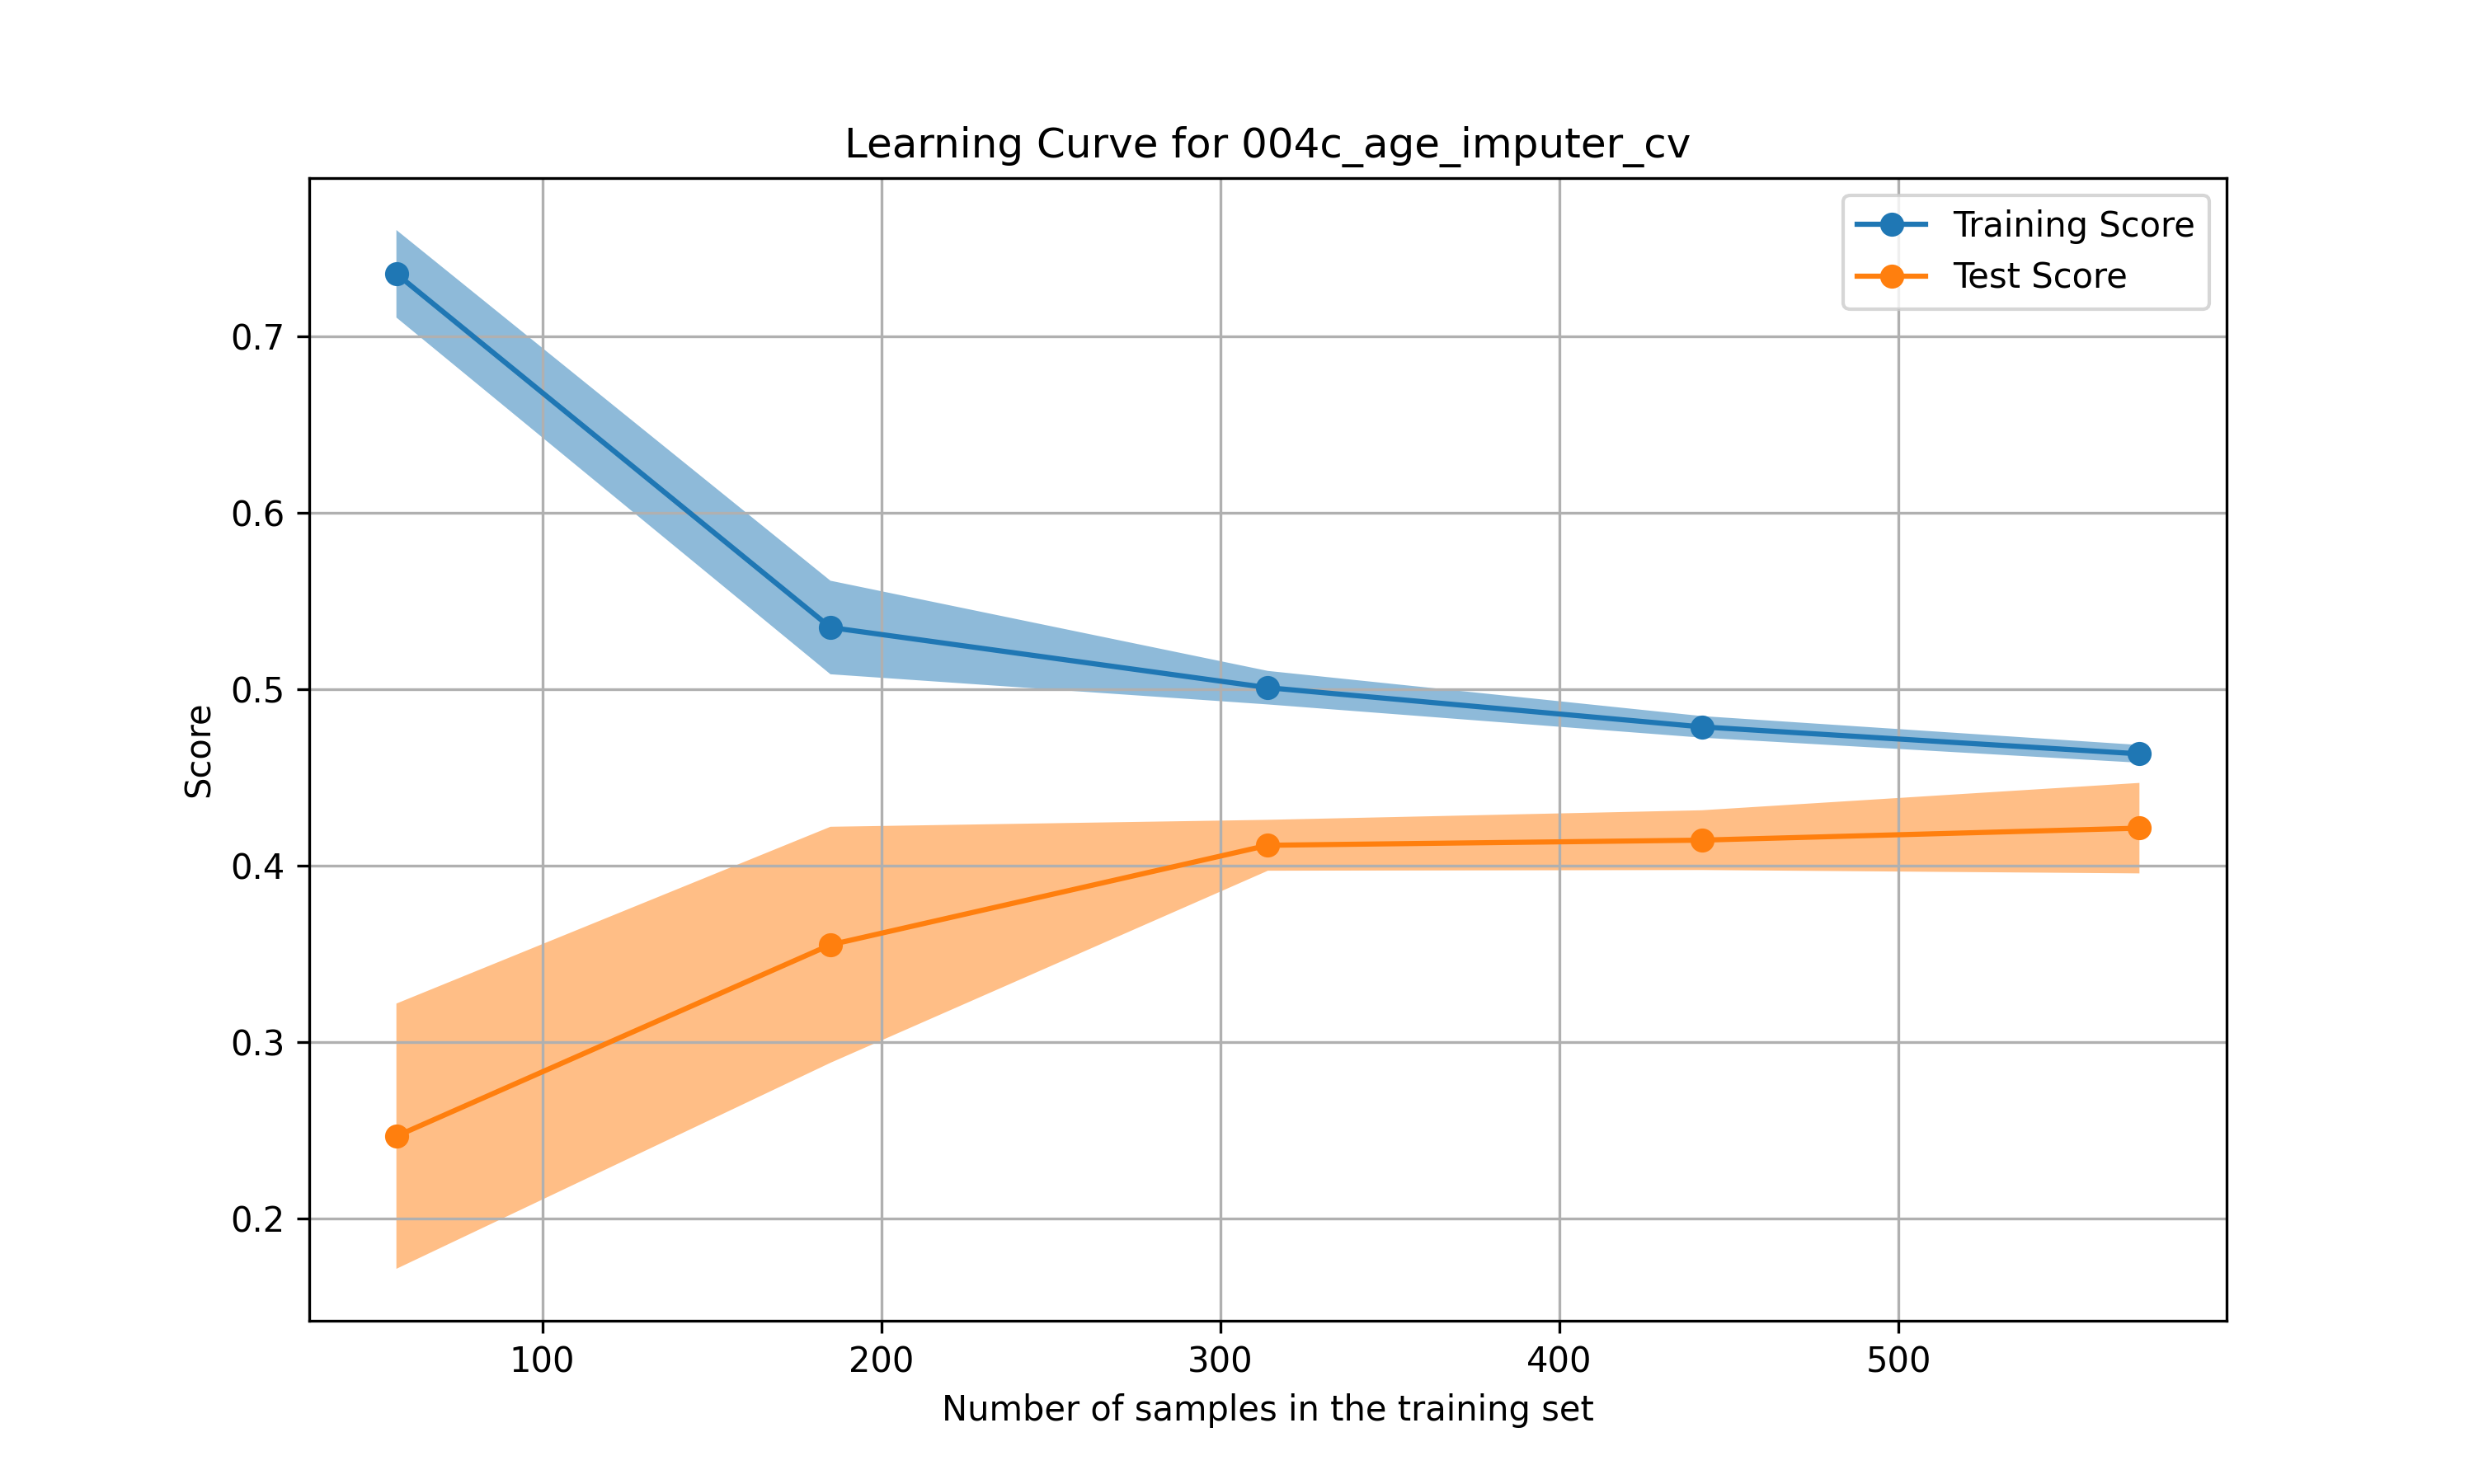 Learning Curve for 004c_age_imputer_cv
Training Score
Test Score
Score
0.7
0.6
0.5
0.4
0.3
0.2
100 200 300 400 500
Number of samples in the training set